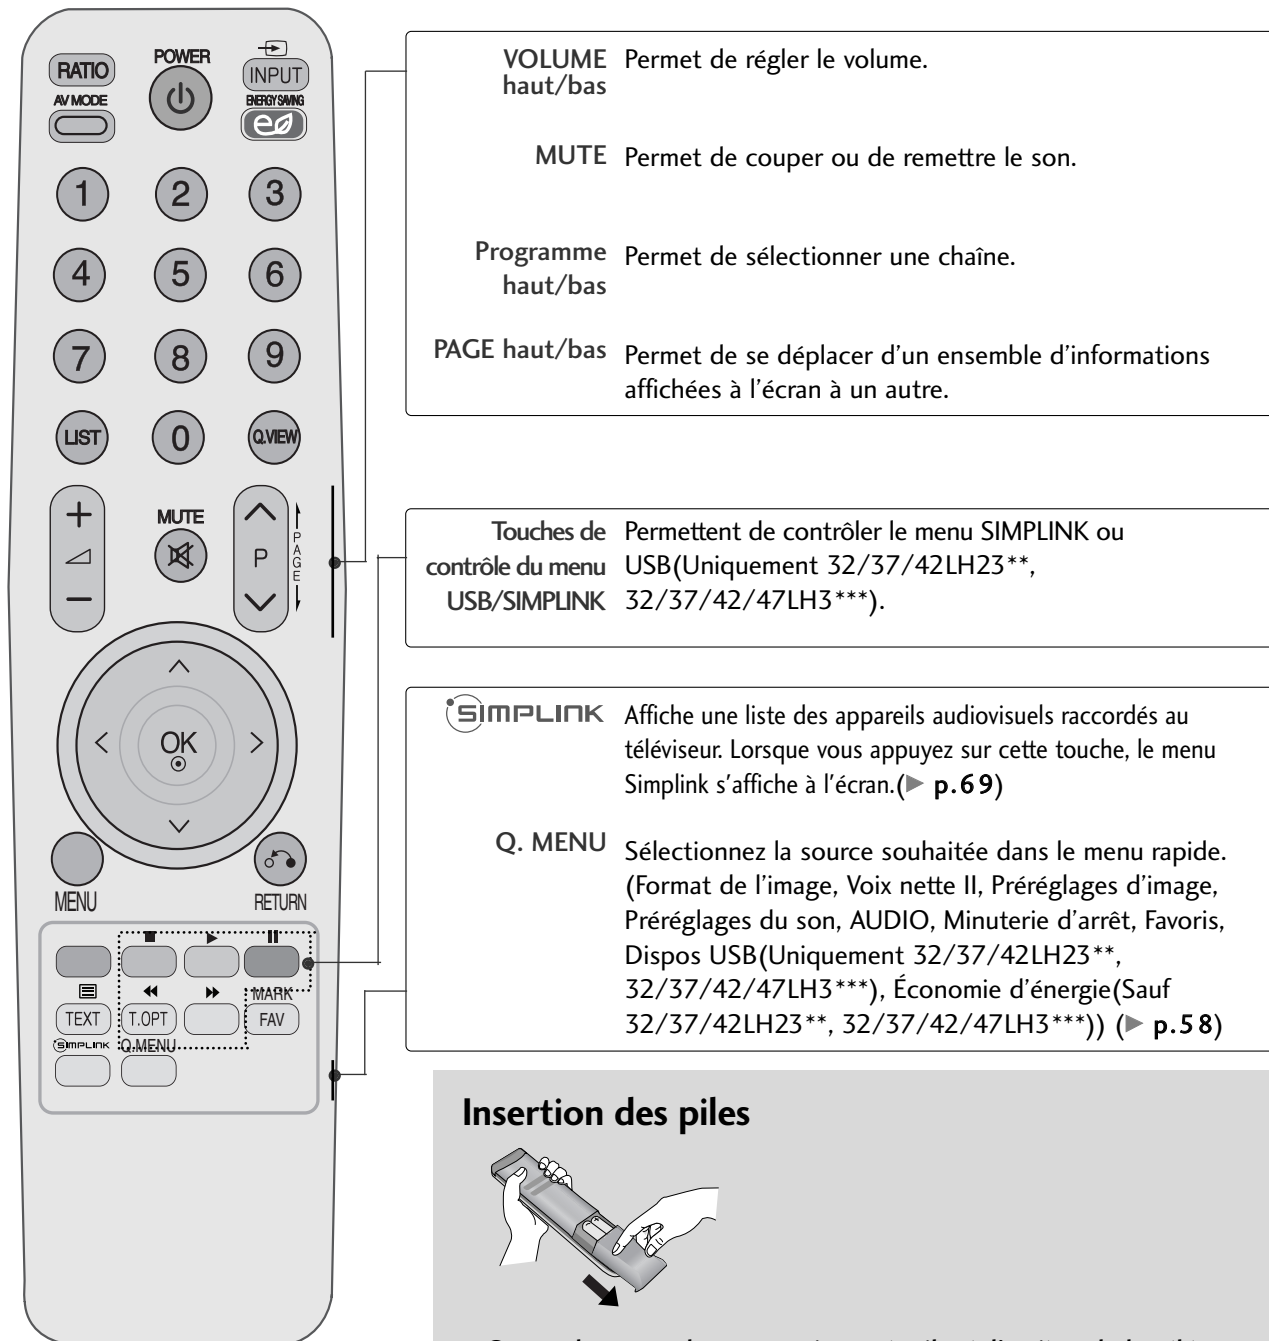 RATIO
POWER
INPUT
AV MODE
ENERGY SAVING
1 2 3
4 5 6
7 8 9
LIST 0 Q.VIEW
MUTE
P
PAGE
OK
MENU
RETURN
MARK
TEXT T.OPT FAV
SIMPLINK Q.MENU
VOLUME Permet de régler le volume.
haut/bas
MUTE Permet de couper ou de remettre le son.
Programme Permet de sélectionner une chaîne.
haut/bas
PAGE haut/bas Permet de se déplacer d’un ensemble d’informations
affichées à l’écran à un autre.
Touches de Permettent de contrôler le menu SIMPLINK ou
contrôle du menu USB(Uniquement 32/37/42LH23**,
USB/SIMPLINK 32/37/42/47LH3***).
SIMPLINK Affiche une liste des appareils audiovisuels raccordés au
téléviseur. Lorsque vous appuyez sur cette touche, le menu
Simplink s’affiche à l’écran.(► p.69)
Q. MENU Sélectionnez la source souhaitée dans le menu rapide.
(Format de l’image, Voix nette II, Préréglages d’image,
Préréglages du son, AUDIO, Minuterie d’arrêt, Favoris,
Dispos USB(Uniquement 32/37/42LH23**,
32/37/42/47LH3***), Économie d’énergie(Sauf
32/37/42LH23**, 32/37/42/47LH3***)) (► p.58)
Insertion des piles